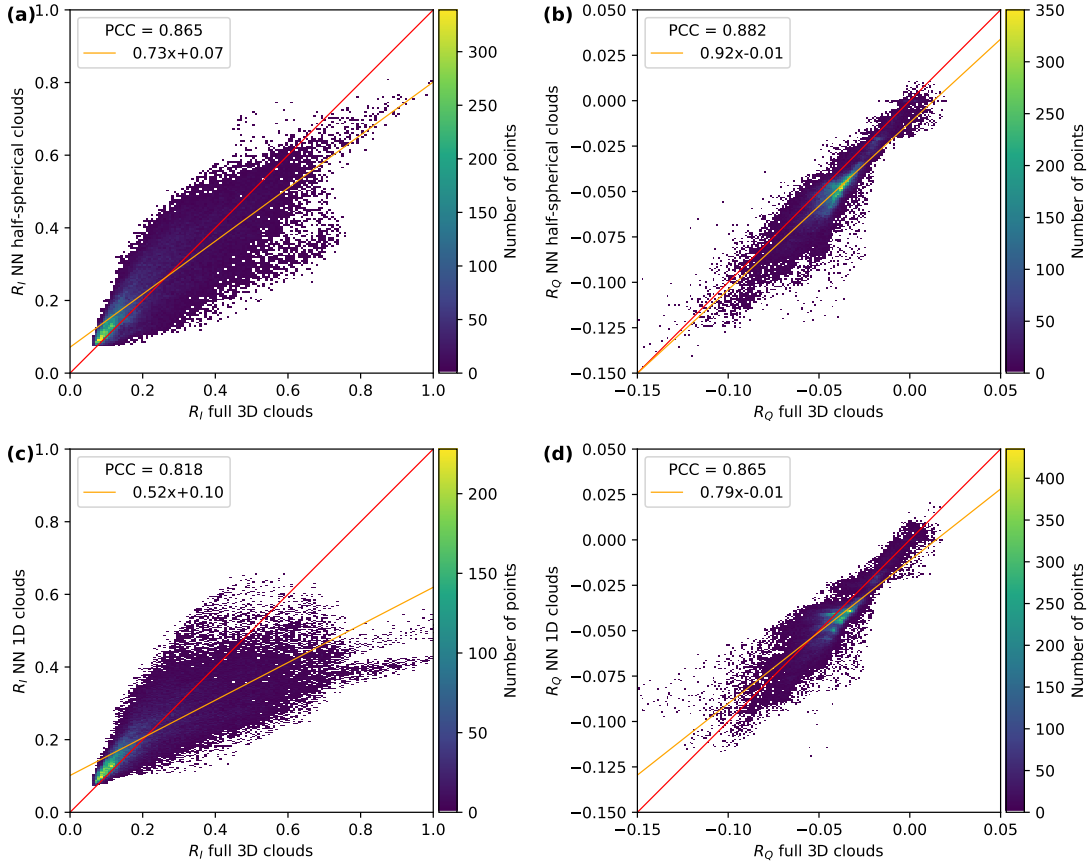 (a)
PCC = 0.865
0.73x+0.07
1.0
0.8
0.6
0.4
0.2
0.0
R_I NN half-spherical clouds
0.0 0.2 0.4 0.6 0.8 1.0
R_I full 3D clouds
300
250
200
150
100
50
0
Number of points
(b)
PCC = 0.882
0.92x-0.01
0.050
0.025
0.000
−0.025
−0.050
−0.075
−0.100
−0.125
−0.150
R_Q NN half-spherical clouds
−0.15 −0.10 −0.05 0.00 0.05
R_Q full 3D clouds
350
300
250
200
150
100
50
0
Number of points
(c)
PCC = 0.818
0.52x+0.10
1.0
0.8
0.6
0.4
0.2
0.0
R_I NN 1D clouds
0.0 0.2 0.4 0.6 0.8 1.0
R_I full 3D clouds
200
150
100
50
0
Number of points
(d)
PCC = 0.865
0.79x-0.01
0.050
0.025
0.000
−0.025
−0.050
−0.075
−0.100
−0.125
−0.150
R_Q NN 1D clouds
−0.15 −0.10 −0.05 0.00 0.05
R_Q full 3D clouds
400
350
300
250
200
150
100
50
0
Number of points